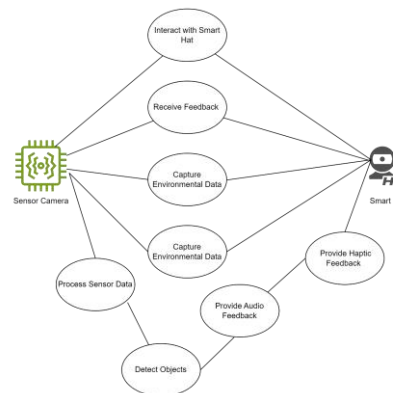 Interact with Smart
Hat
Receive Feedback
Capture
Environmental Data
Sensor Camera
H
Smart
Capture
Environmental Data
Provide Haptic
Feedback
Process Sensor Data
Provide Audio
Feedback
Detect Objects